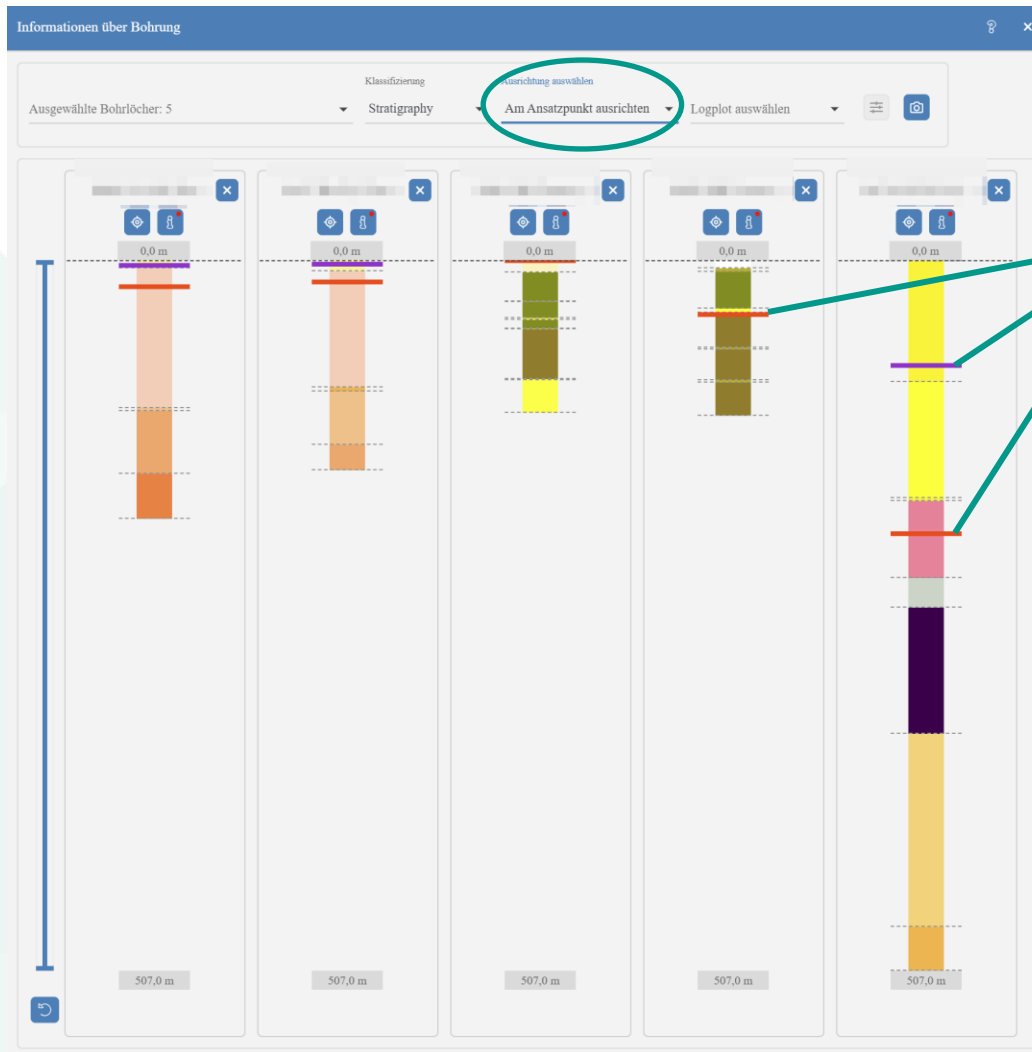 Informationen über Bohrung
Klassifizierung
Ausrichtung auswählen
Ausgewählte Bohrlöcher: 5
Stratigraphy
Am Ansatzpunkt ausrichten
Logplot auswählen
0,0 m
0,0 m
0,0 m
0,0 m
0,0 m
507,0 m
507,0 m
507,0 m
507,0 m
507,0 m